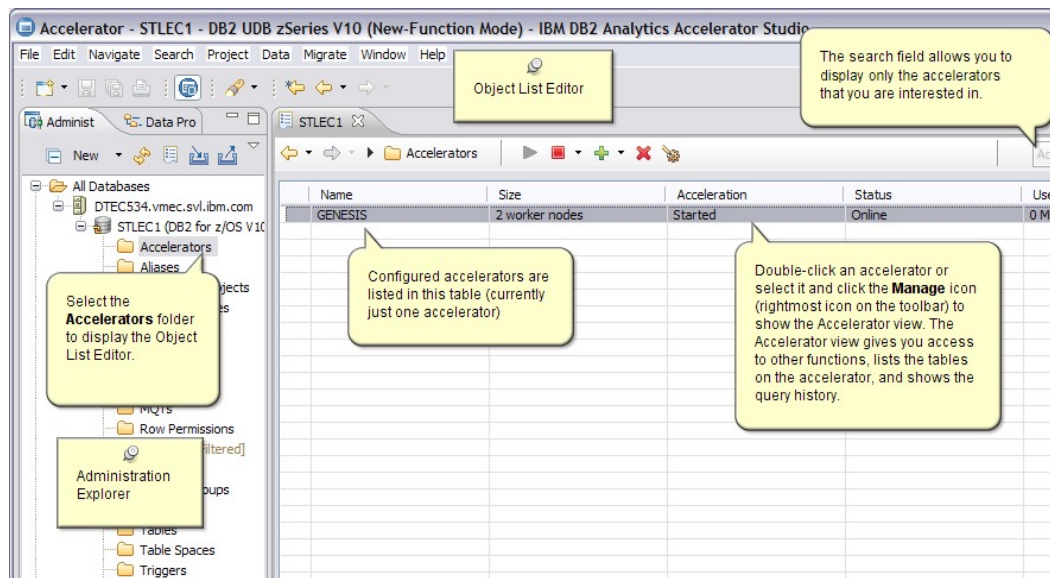 Accelerator - STLEC1 - DB2 UDB zSeries V10 (New-Function Mode) - IBM DB2 Analytics Accelerator Studio
File Edit Navigate Search Project Data Migrate Window Help
Object List Editor
The search field allows you to
display only the accelerators
that you are interested in.
Administ Data Pro
STLEC1
New
Accelerators
All Databases
DTEC534.vmec.svl.ibm.com
STLEC1 (DB2 for z/OS V10
Accelerators
Aliases
Name Size Acceleration Status
GENESIS 2 worker nodes Started Online 0 M
Select the
Accelerators folder
to display the Object
List Editor.
Configured accelerators are
listed in this table (currently
just one accelerator)
Double-click an accelerator or
select it and click the Manage icon
(rightmost icon on the toolbar) to
show the Accelerator view. The
Accelerator view gives you access
to other functions, lists the tables
on the accelerator, and shows the
query history.
MQTs
Row Permissions
Administration
Explorer
Tables
Table Spaces
Triggers